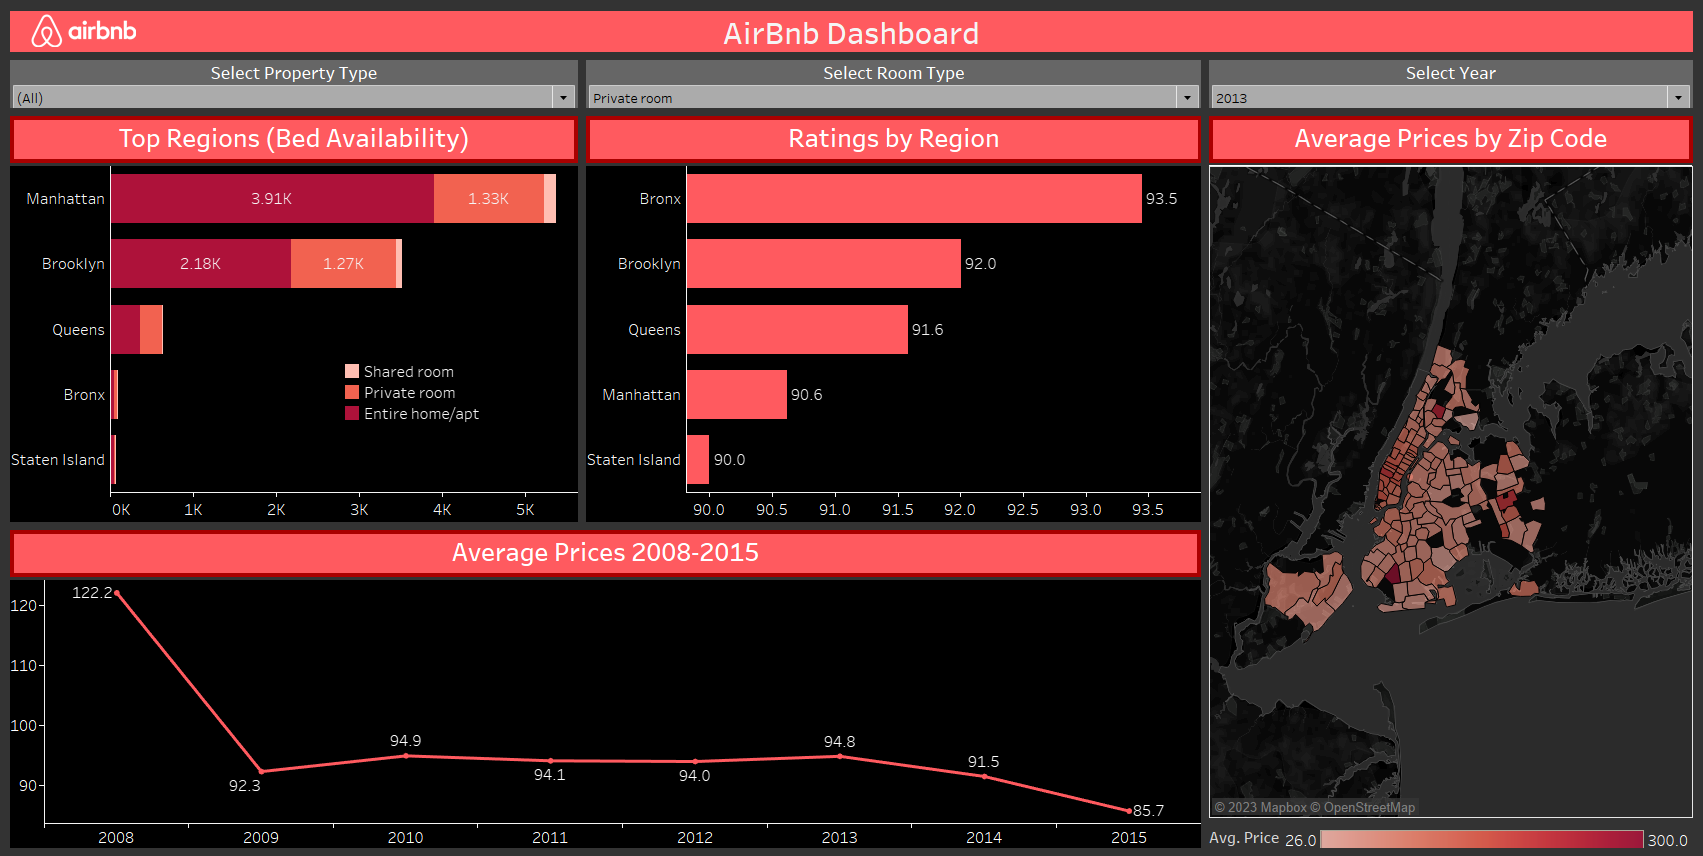 airbnb
AirBnb Dashboard
Select Property Type
(All)
Select Room Type
Private room
Select Year
2013
Top Regions (Bed Availability)
Manhattan 3.91K 1.33K
Brooklyn 2.18K 1.27K
Queens
Shared room
Private room
Entire home/apt
Bronx
Staten Island
0K 1K 2K 3K 4K 5K
Ratings by Region
Bronx 93.5
Brooklyn 92.0
Queens 91.6
Manhattan 90.6
Staten Island 90.0
90.0 90.5 91.0 91.5 92.0 92.5 93.0 93.5
Average Prices by Zip Code
© 2023 Mapbox © OpenStreetMap
Avg. Price 26.0 300.0
Average Prices 2008-2015
120
110
100
90
122.2
92.3
94.9
94.1
94.0
94.8
91.5
85.7
2008 2009 2010 2011 2012 2013 2014 2015